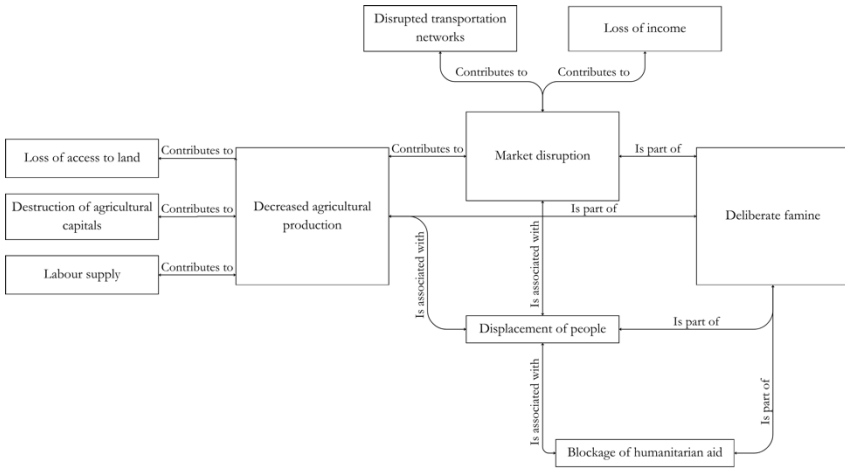 Disrupted transportation
networks
Loss of income
Contributes to
Contributes to
Loss of access to land
Contributes to
Contributes to
Market disruption
Is part of
Destruction of agricultural
capitals
Contributes to
Decreased agricultural
production
Is part of
Deliberate famine
Labour supply
Contributes to
Is associated with
Is associated with
Displacement of people
Is part of
Is associated with
Is part of
Blockage of humanitarian aid